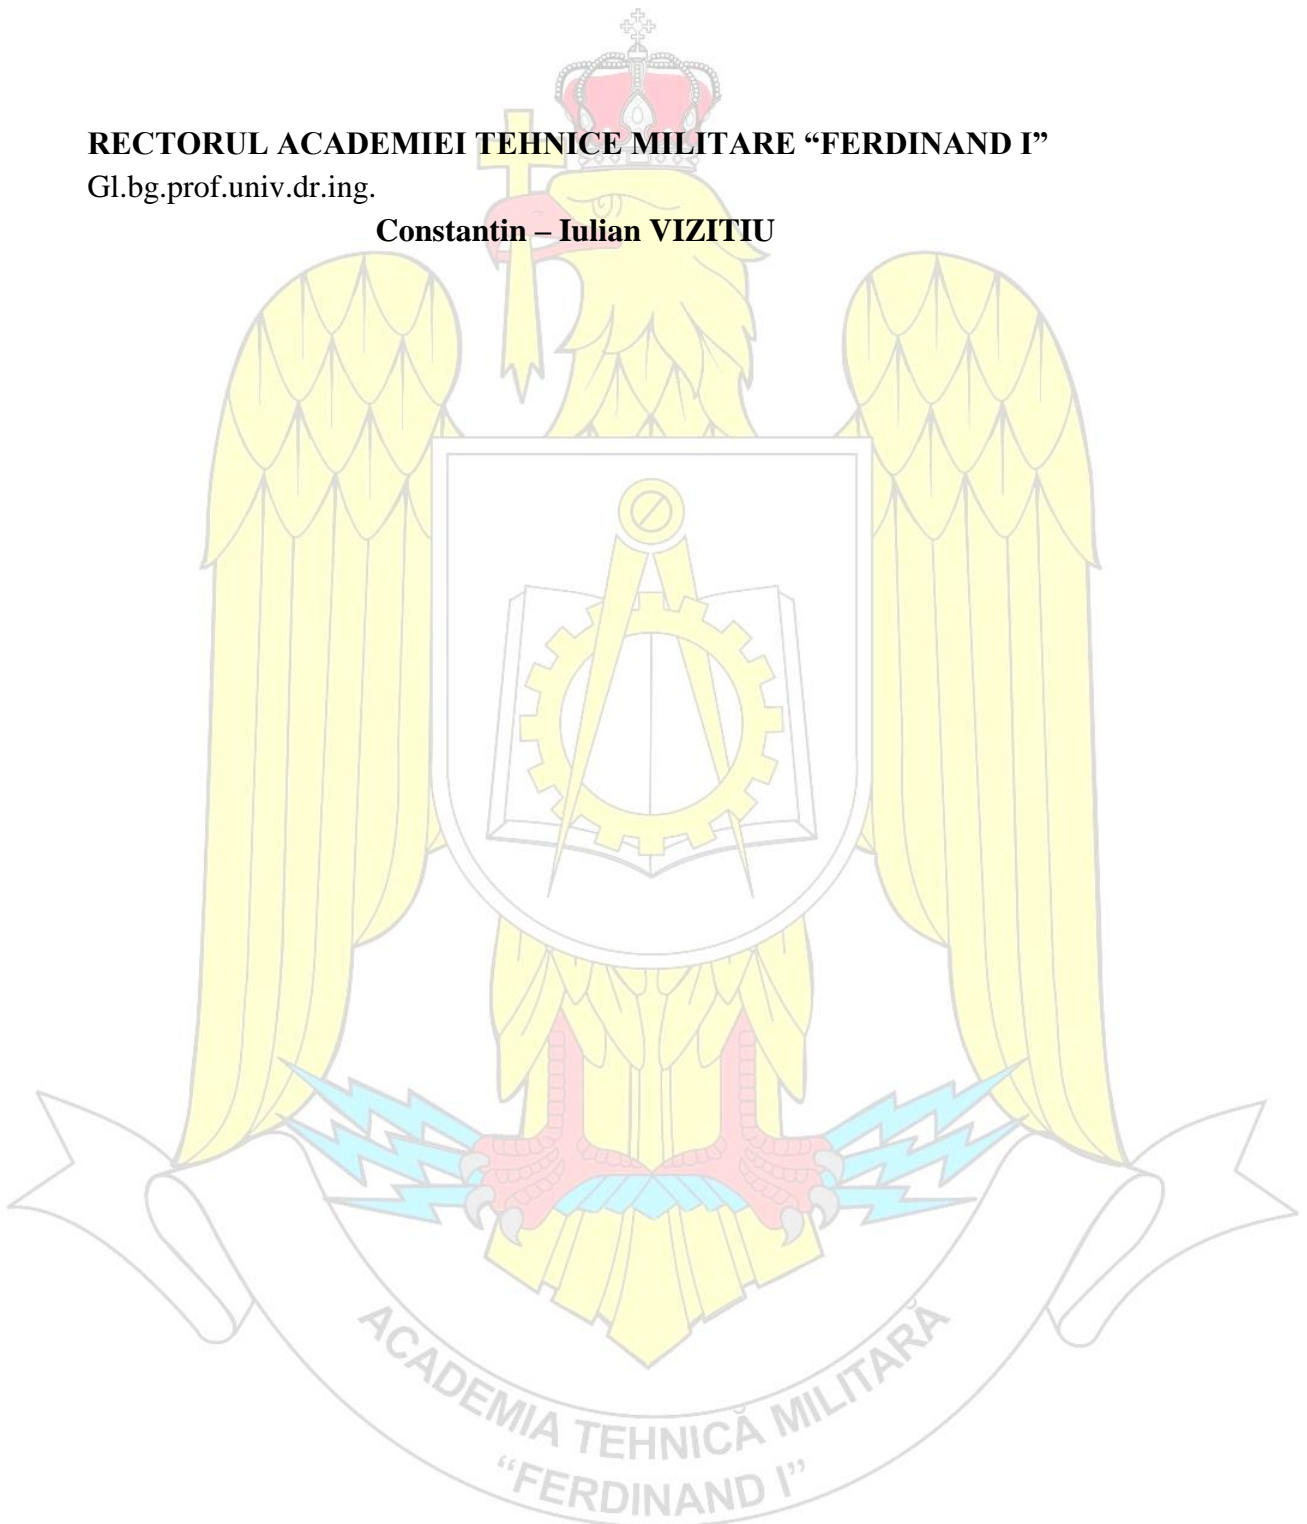 RECTORUL ACADEMIEI TEHNICE MILITARE “FERDINAND I”
Gl.bg.prof.univ.dr.ing.
Constantin – Iulian VIZITIU
ACADEMIA TEHNICĂ MILITARĂ
“FERDINAND I”